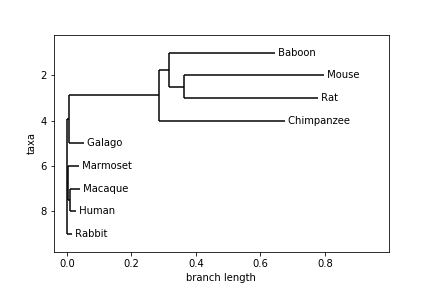 Baboon
Mouse
Rat
Chimpanzee
Galago
Marmoset
Macaque
Human
Rabbit
taxa
2
4
6
8
0.0 0.2 0.4 0.6 0.8
branch length